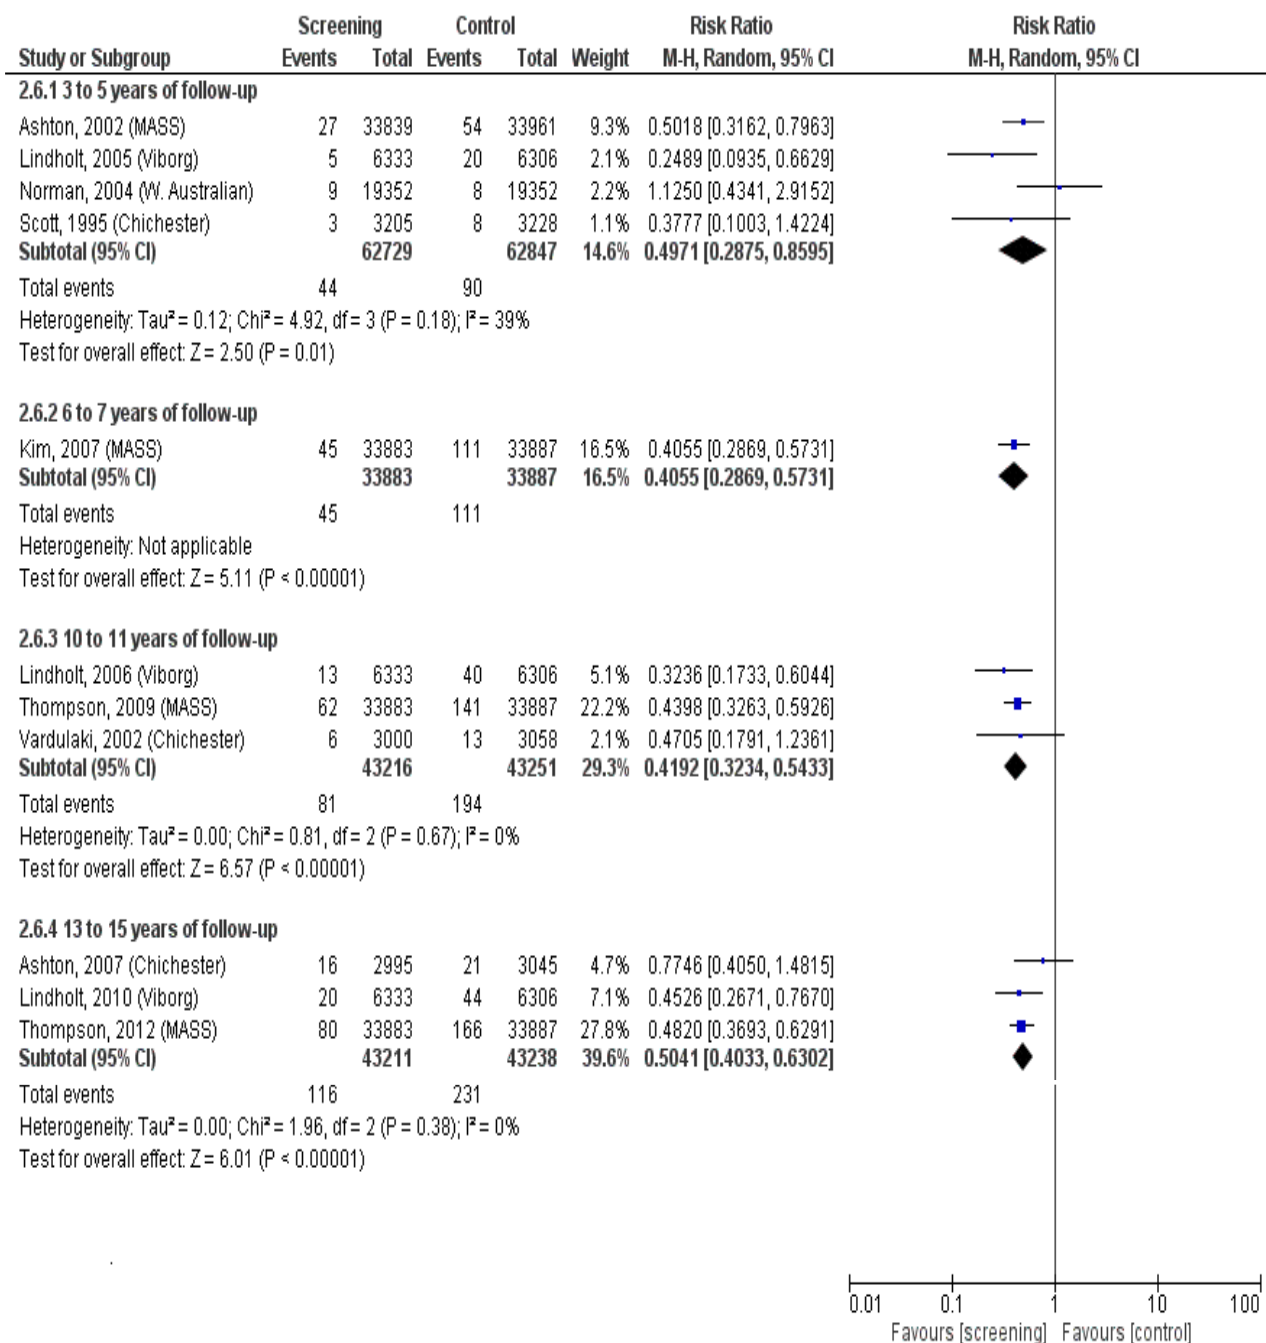 Screening Control Risk Ratio Risk Ratio
Study or Subgroup Events Total Events Total Weight M-H, Random, 95% CI M-H, Random, 95% CI
2.6.1 3 to 5 years of follow-up
Ashton, 2002 (MASS) 27 33839 54 33961 9.3% 0.5018 [0.3162, 0.7963]
Lindholt, 2005 (Viborg) 5 6333 20 6306 2.1% 0.2489 [0.0935, 0.6629]
Norman, 2004 (W. Australian) 9 19352 8 19352 2.2% 1.1250 [0.4341, 2.9152]
Scott, 1995 (Chichester) 3 3205 8 3228 1.1% 0.3777 [0.1003, 1.4224]
Subtotal (95% CI) 62729 62847 14.6% 0.4971 [0.2875, 0.8595]
Total events 44 90
Heterogeneity: Tau² = 0.12; Chi² = 4.92, df = 3 (P = 0.18); I² = 39%
Test for overall effect: Z = 2.50 (P = 0.01)
2.6.2 6 to 7 years of follow-up
Kim, 2007 (MASS) 45 33883 111 33887 16.5% 0.4055 [0.2869, 0.5731]
Subtotal (95% CI) 33883 33887 16.5% 0.4055 [0.2869, 0.5731]
Total events 45 111
Heterogeneity: Not applicable
Test for overall effect: Z = 5.11 (P < 0.00001)
2.6.3 10 to 11 years of follow-up
Lindholt, 2006 (Viborg) 13 6333 40 6306 5.1% 0.3236 [0.1733, 0.6044]
Thompson, 2009 (MASS) 62 33883 141 33887 22.2% 0.4398 [0.3263, 0.5926]
Vardulaki, 2002 (Chichester) 6 3000 13 3058 2.1% 0.4705 [0.1791, 1.2361]
Subtotal (95% CI) 43216 43251 29.3% 0.4192 [0.3234, 0.5433]
Total events 81 194
Heterogeneity: Tau² = 0.00; Chi² = 0.81, df = 2 (P = 0.67); I² = 0%
Test for overall effect: Z = 6.57 (P < 0.00001)
2.6.4 13 to 15 years of follow-up
Ashton, 2007 (Chichester) 16 2995 21 3045 4.7% 0.7746 [0.4050, 1.4815]
Lindholt, 2010 (Viborg) 20 6333 44 6306 7.1% 0.4526 [0.2671, 0.7670]
Thompson, 2012 (MASS) 80 33883 166 33887 27.8% 0.4820 [0.3693, 0.6291]
Subtotal (95% CI) 43211 43238 39.6% 0.5041 [0.4033, 0.6302]
Total events 116 231
Heterogeneity: Tau² = 0.00; Chi² = 1.96, df = 2 (P = 0.38); I² = 0%
Test for overall effect: Z = 6.01 (P < 0.00001)
0.01 0.1 1 10 100
Favours [screening] Favours [control]